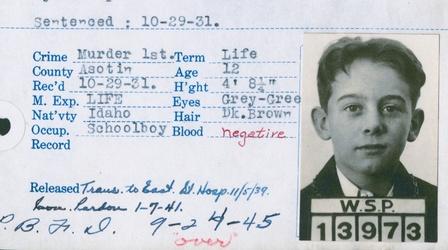 Sentenced : 10-29-31.
Crime Murder 1st. Term Life
County Asotin Age 12
Rec'd 10-29-31. H'ght 4' 8¼"
M. Exp. LIFE Eyes Grey-Gree
Nat'vty Idaho Hair Dk.Brown
Occup. Schoolboy Blood negative
Record
Released Trans. to East. St. Hosp. 11/5/39.
Gov. Pardon 1-7-41.
P. B. F. D. 9-24-45
"over"
W.S.P.
13973